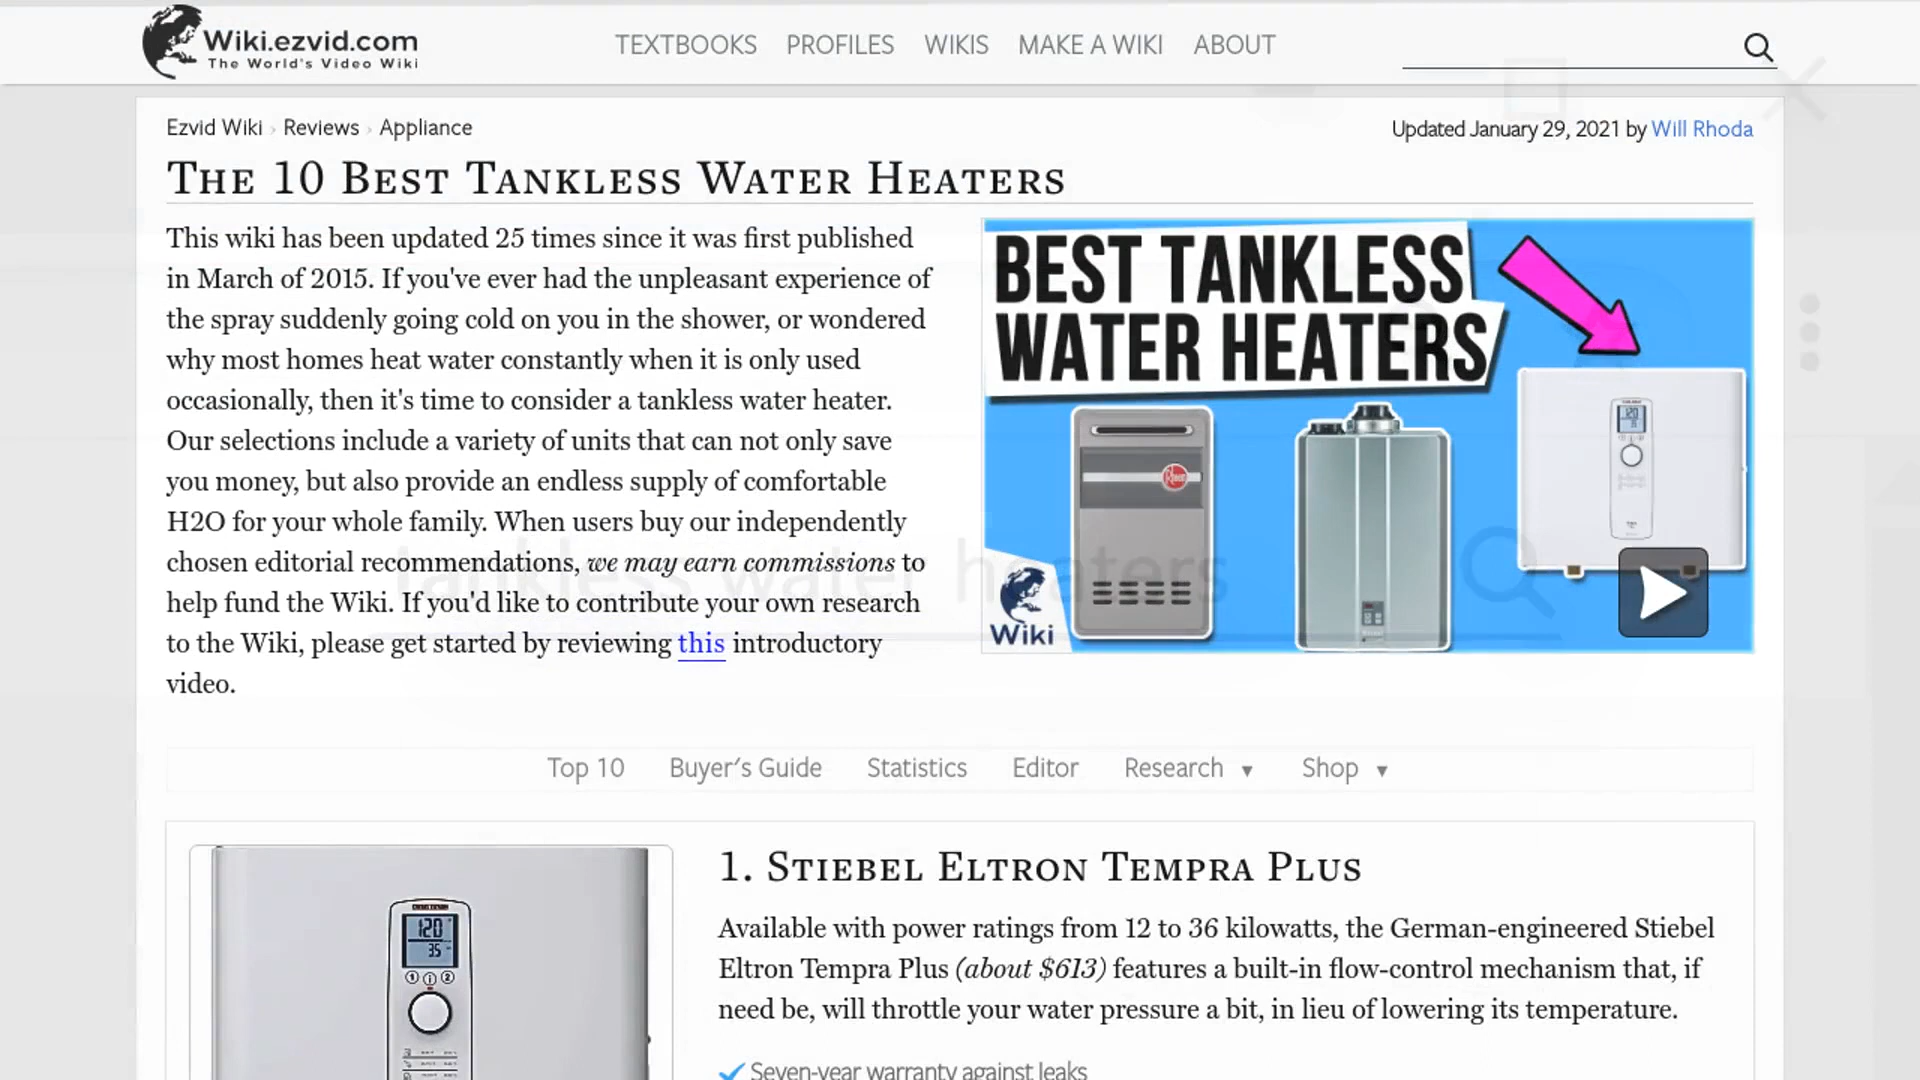 Wiki.ezvid.com
The World's Video Wiki
TEXTBOOKS PROFILES WIKIS MAKE A WIKI ABOUT
Ezvid Wiki › Reviews › Appliance
Updated January 29, 2021 by Will Rhoda
The 10 Best Tankless Water Heaters
This wiki has been updated 25 times since it was first published
in March of 2015. If you've ever had the unpleasant experience of
the spray suddenly going cold on you in the shower, or wondered
why most homes heat water constantly when it is only used
occasionally, then it's time to consider a tankless water heater.
Our selections include a variety of units that can not only save
you money, but also provide an endless supply of comfortable
H2O for your whole family. When users buy our independently
chosen editorial recommendations, we may earn commissions to
help fund the Wiki. If you'd like to contribute your own research
to the Wiki, please get started by reviewing this introductory
video.
BEST TANKLESS
WATER HEATERS
Rheem
120
Wiki
tankless water heaters
Top 10 Buyer's Guide Statistics Editor Research ▼ Shop ▼
120
35
1 i 2
1. Stiebel Eltron Tempra Plus
Available with power ratings from 12 to 36 kilowatts, the German-engineered Stiebel
Eltron Tempra Plus (about $613) features a built-in flow-control mechanism that, if
need be, will throttle your water pressure a bit, in lieu of lowering its temperature.
Seven-year warranty against leaks